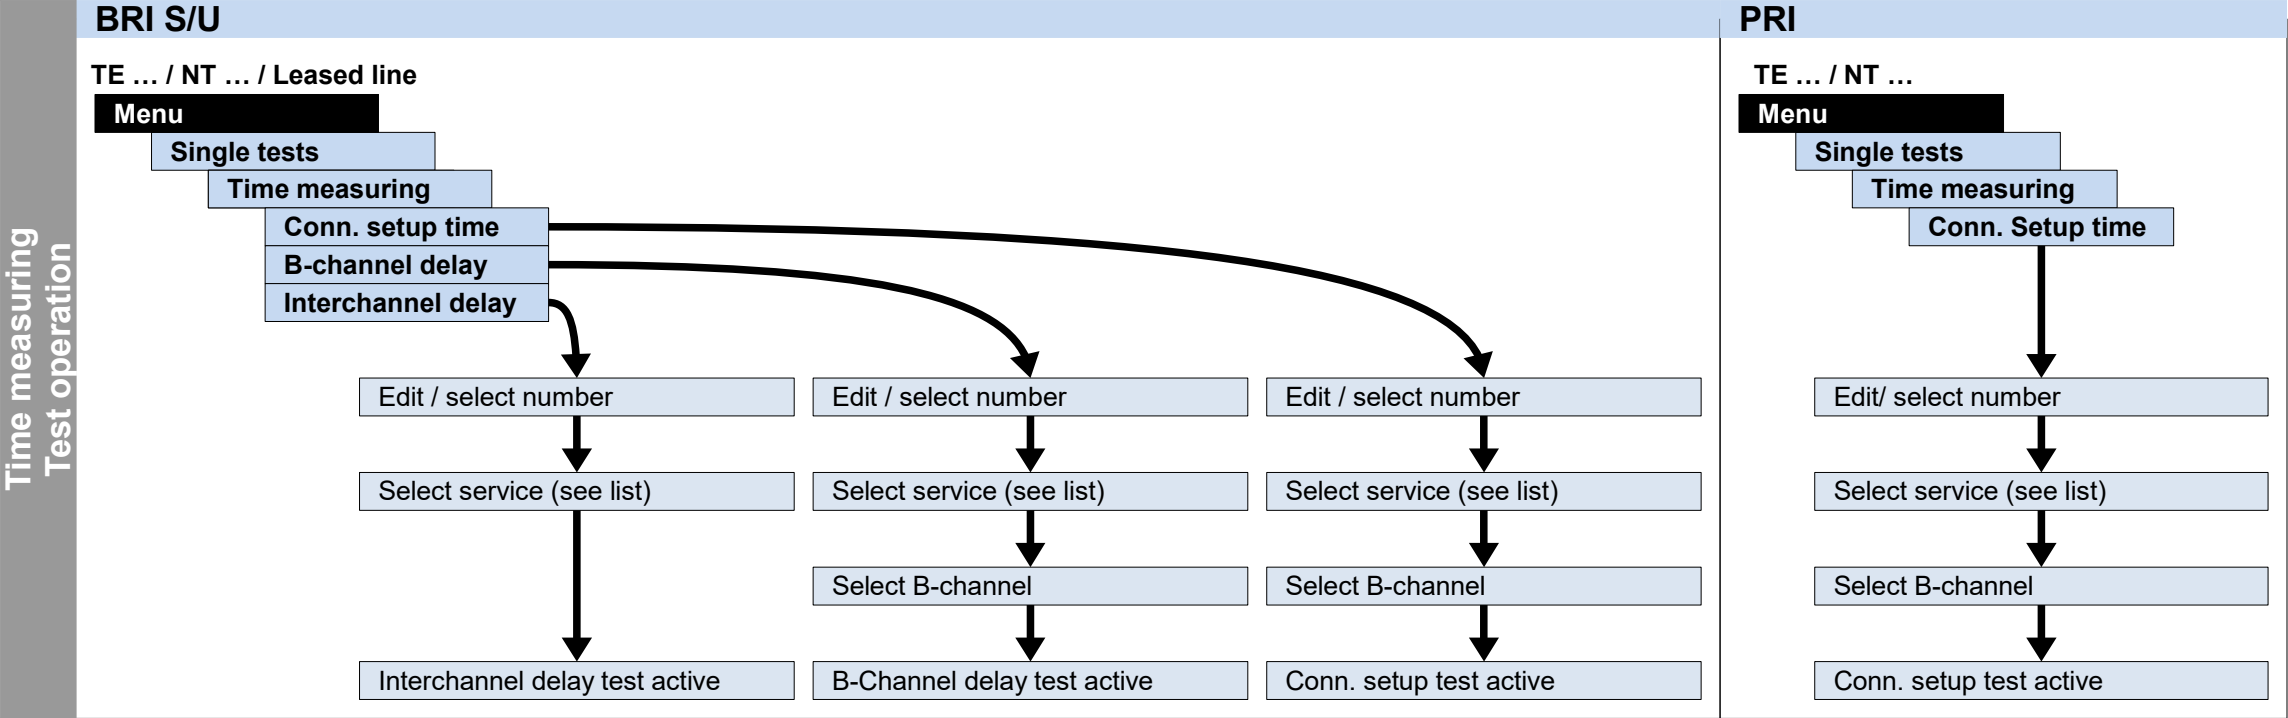 Time measuring
Test operation
BRI S/U
TE … / NT … / Leased line
Menu
Single tests
Time measuring
Conn. setup time
B-channel delay
Interchannel delay
Edit / select number
Select service (see list)
Interchannel delay test active
Edit / select number
Select service (see list)
Select B-channel
B-Channel delay test active
Edit / select number
Select service (see list)
Select B-channel
Conn. setup test active
PRI
TE … / NT …
Menu
Single tests
Time measuring
Conn. Setup time
Edit/ select number
Select service (see list)
Select B-channel
Conn. setup test active